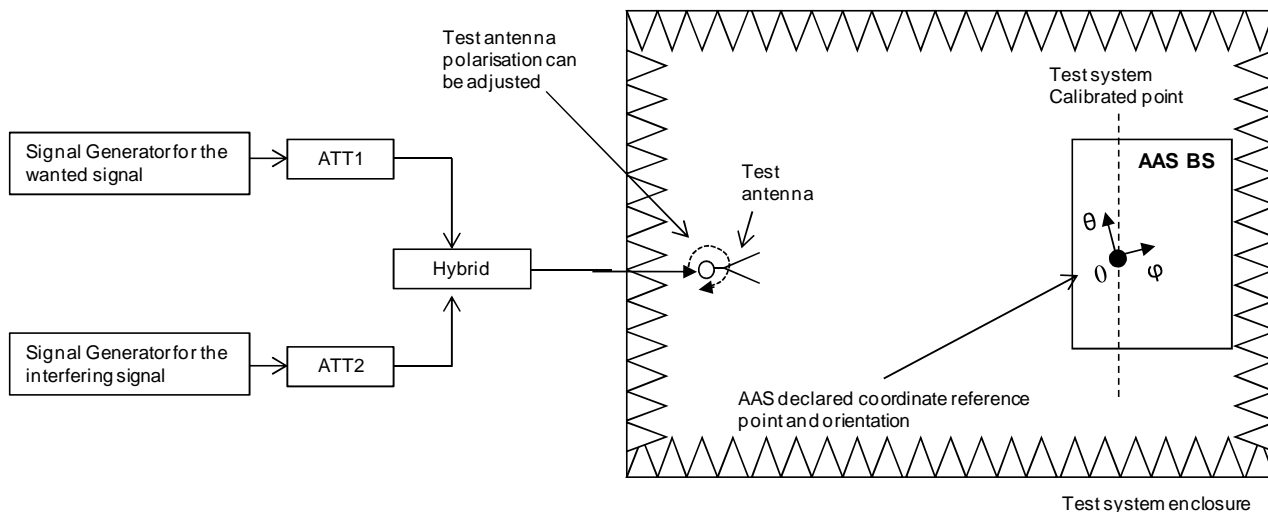 Test antenna
polarisation can
be adjusted
Test system
Calibrated point
Signal Generator for the
wanted signal
ATT1
AAS BS
Test
antenna
θ
Hybrid
0
φ
Signal Generator for the
interfering signal
ATT2
AAS declared coordinate reference
point and orientation
Test system enclosure